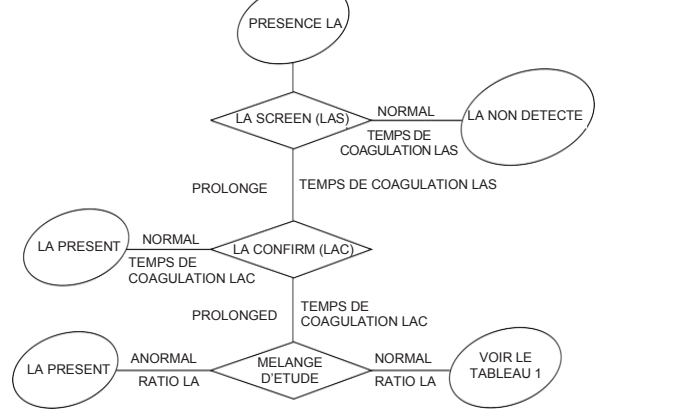 PRESENCE LA
LA SCREEN (LAS)
NORMAL
TEMPS DE
COAGULATION LAS
LA NON DETECTE
PROLONGE
TEMPS DE COAGULATION LAS
LA PRESENT
NORMAL
TEMPS DE
COAGULATION LAC
LA CONFIRM (LAC)
PROLONGED
TEMPS DE
COAGULATION LAC
LA PRESENT
ANORMAL
RATIO LA
MELANGE
D'ETUDE
NORMAL
RATIO LA
VOIR LE
TABLEAU 1